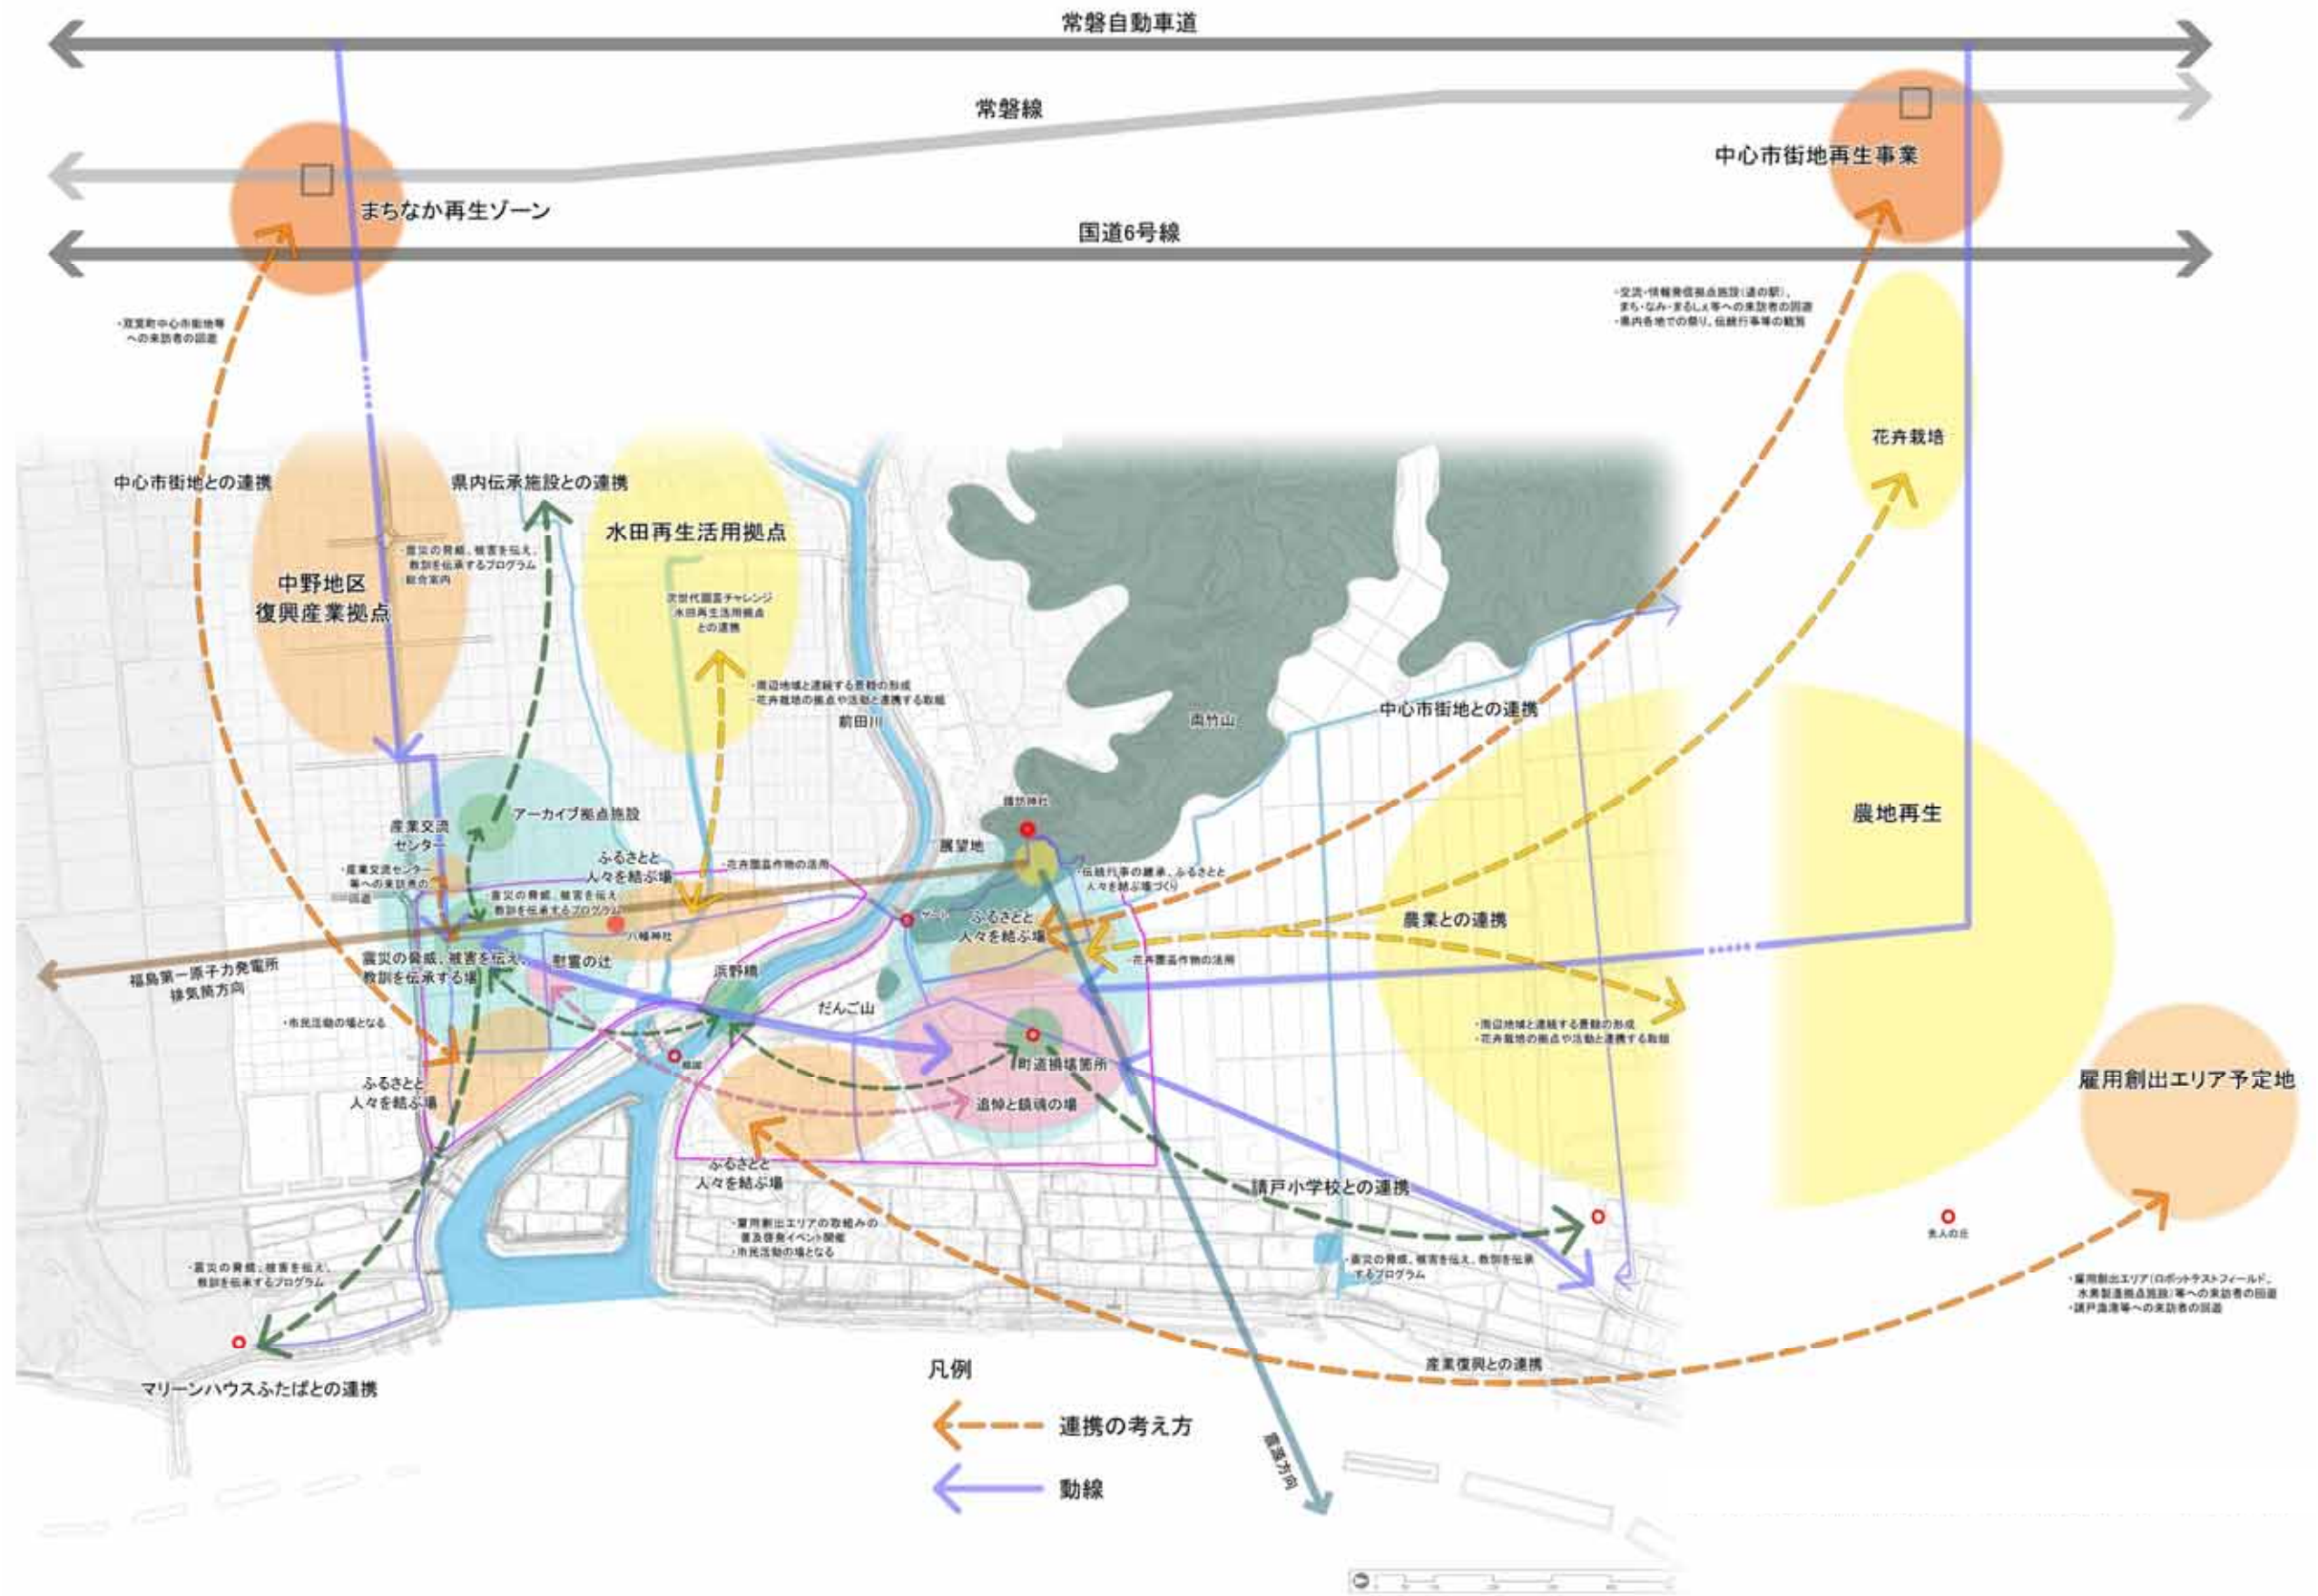 常磐自動車道
常磐線
中心市街地再生事業
まちなか再生ゾーン
国道6号線
・交流・情報発信拠点施設(道の駅)、
まち・なみ・まるしぇ等への来訪者の回遊
・県内各地での祭り、伝統行事等の観覧
・双葉町中心市街地等
への来訪者の回遊
花卉栽培
中心市街地との連携
県内伝承施設との連携
水田再生活用拠点
・震災の脅威、被害を伝え、
教訓を伝承するプログラム
・総合案内
中野地区
復興産業拠点
次世代園芸チャレンジ
水田再生活用拠点
との連携
・周辺地域と連続する景観の形成
・花卉栽培の拠点や活動と連携する取組
前田川
南竹山
中心市街地との連携
諏訪神社
農地再生
アーカイブ拠点施設
産業交流
センター
展望地
ふるさとと
人々を結ぶ場
・花卉園芸作物の活用
・産業交流センター
等への来訪者の
回遊
・伝統行事の継承、ふるさとと
人々を結ぶ場づくり
・震災の脅威、被害を伝え、
教訓を伝承するプログラム
ふるさとと
人々を結ぶ場
農業との連携
八幡神社
・花卉園芸作物の活用
震災の脅威、被害を伝え、
教訓を伝承する場
慰霊の辻
浜野橋
福島第一原子力発電所
排気筒方向
だんご山
・市民活動の場となる
・周辺地域と連続する景観の形成
・花卉栽培の拠点や活動と連携する取組
町道損壊箇所
雇用創出エリア予定地
ふるさとと
人々を結ぶ場
追悼と鎮魂の場
ふるさとと
人々を結ぶ場
請戸小学校との連携
・雇用創出エリアの取組みの
普及啓発イベント開催
・市民活動の場となる
・震災の脅威、被害を伝え、教訓を伝承
するプログラム
・震災の脅威、被害を伝え、
教訓を伝承するプログラム
・雇用創出エリア(ロボットテストフィールド、
水素製造拠点施設)等への来訪者の回遊
・請戸漁港等への来訪者の回遊
産業復興との連携
マリーンハウスふたばとの連携
凡例
連携の考え方
動線
震源方向